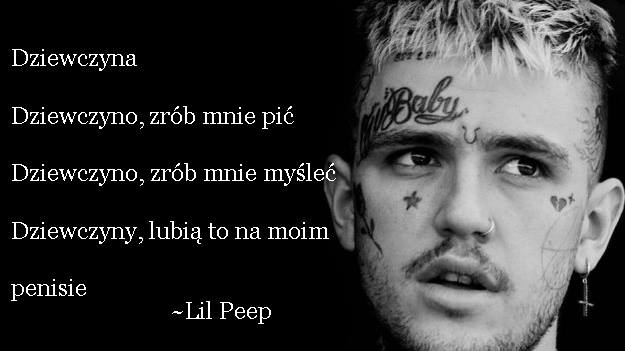 Dziewczyna
Dziewczyno, zrób mnie pić
Dziewczyno, zrób mnie myśleć
Dziewczyny, lubią to na moim
penisie
~Lil Peep
Baby